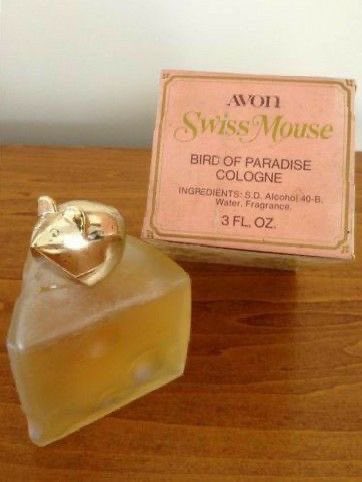 AVON
Swiss Mouse
BIRD OF PARADISE
COLOGNE
INGREDIENTS: S.D. Alcohol 40-B,
Water, Fragrance.
3 FL. OZ.